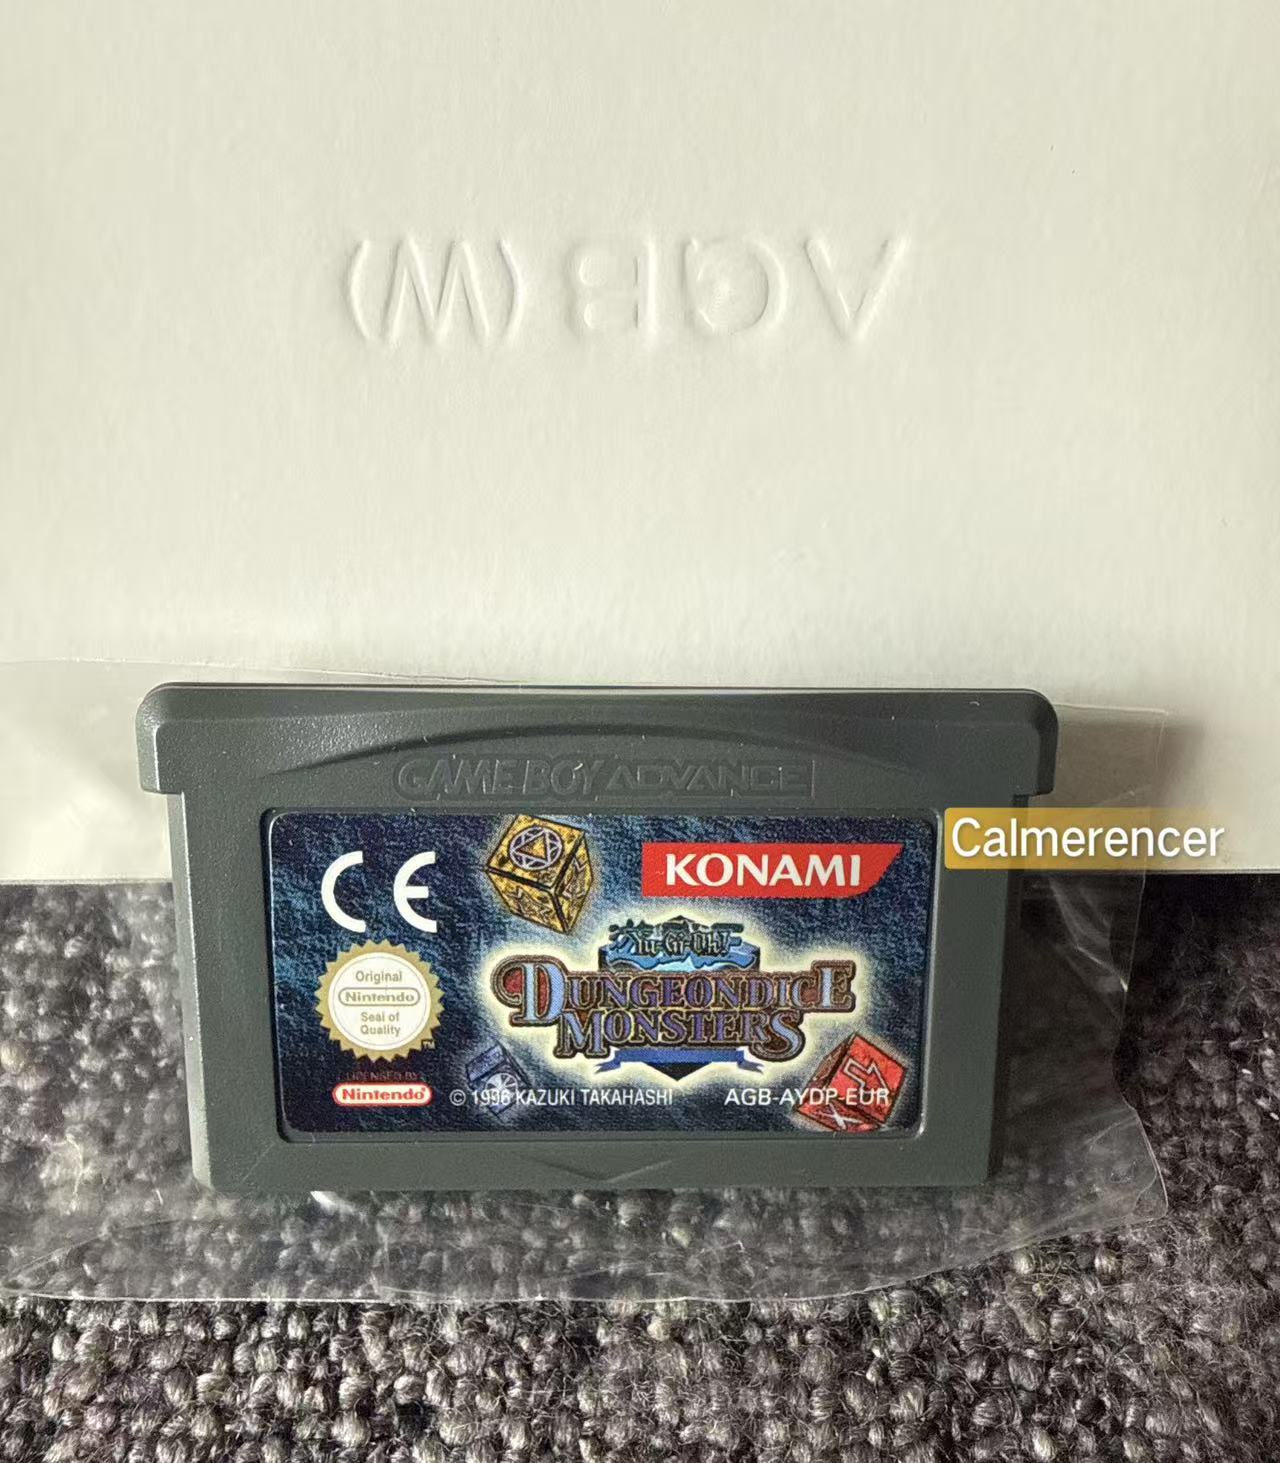 AGB (W)
GAME BOY ADVANCE
Calmerencer
CE
KONAMI
Yu-Gi-Oh!
DUNGEONDICE
MONSTERS
Original
Nintendo
Seal of
Quality
TM
LICENSED BY
Nintendo
© 1996 KAZUKI TAKAHASHI
AGB-AYDP-EUR